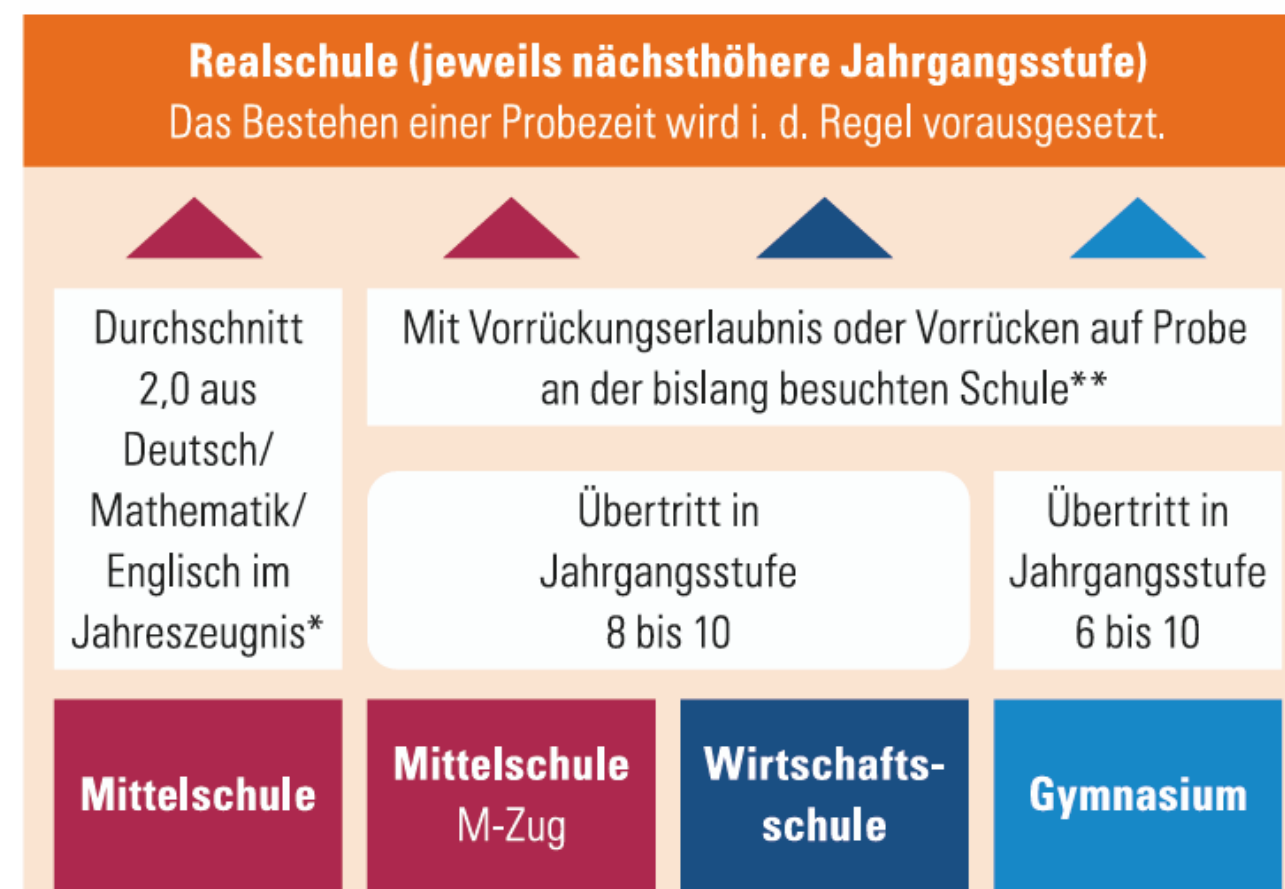 Realschule (jeweils nächsthöhere Jahrgangsstufe)
Das Bestehen einer Probezeit wird i. d. Regel vorausgesetzt.
Durchschnitt
2,0 aus
Deutsch/
Mathematik/
Englisch im
Jahreszeugnis*
Mit Vorrückungserlaubnis oder Vorrücken auf Probe
an der bislang besuchten Schule**
Übertritt in
Jahrgangsstufe
8 bis 10
Übertritt in
Jahrgangsstufe
6 bis 10
Mittelschule
Mittelschule
M-Zug
Wirtschafts-
schule
Gymnasium